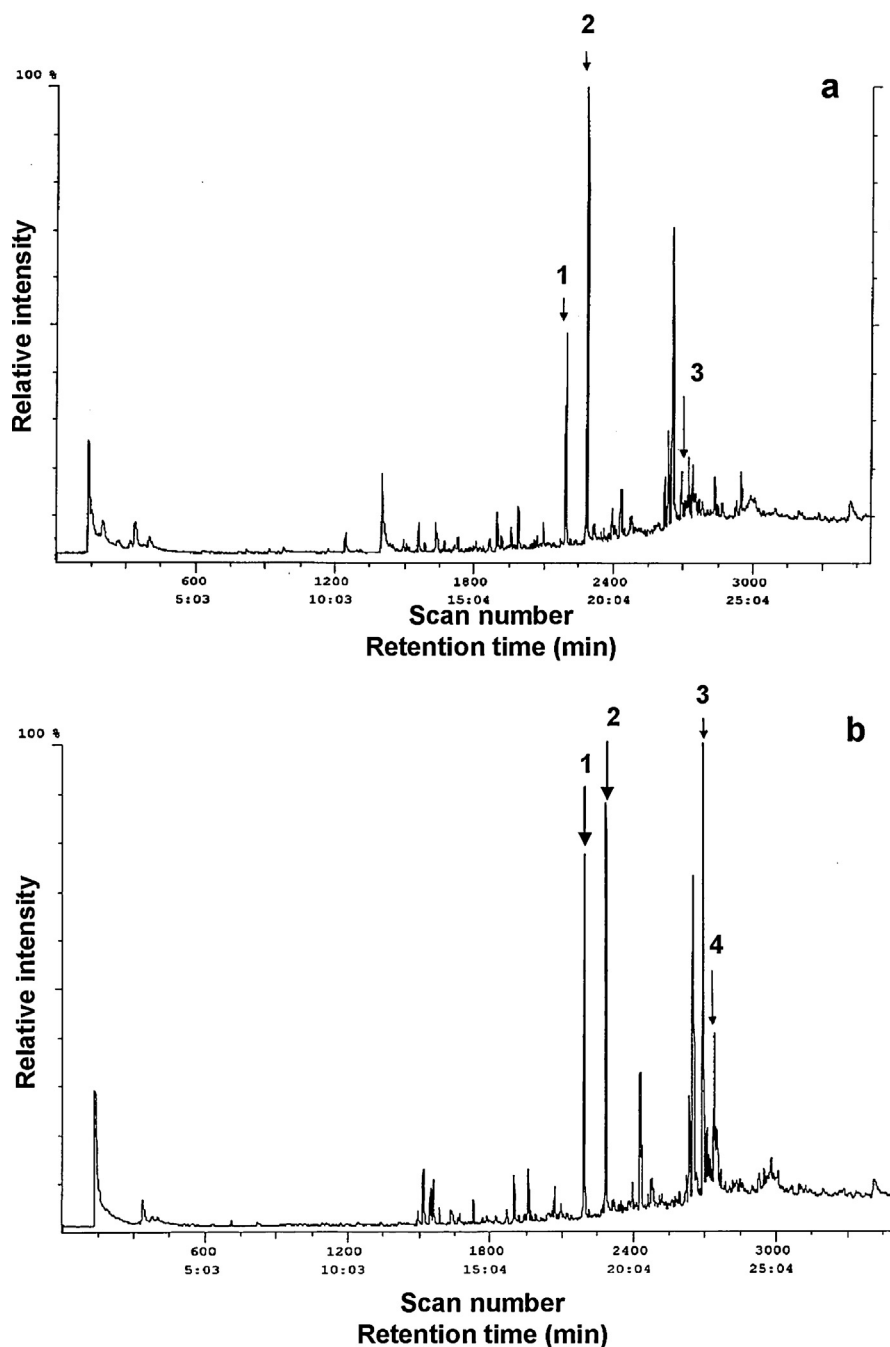 2
100 %
a
1
3
Relative intensity
600 1200 1800 2400 3000
5:03 10:03 15:04 20:04 25:04
Scan number
Retention time (min)
3
2
100 %
b
1
4
Relative intensity
600 1200 1800 2400 3000
5:03 10:03 15:04 20:04 25:04
Scan number
Retention time (min)